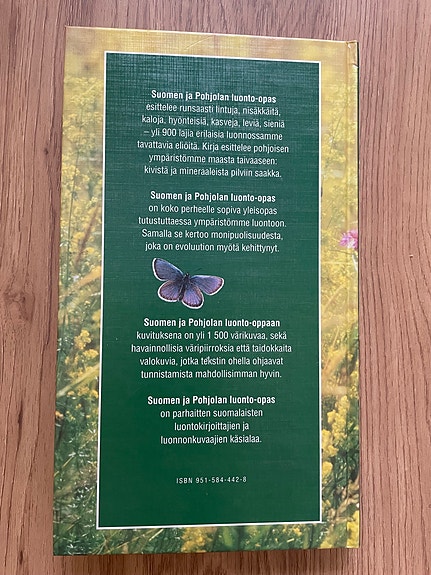 Suomen ja Pohjolan luonto-opas
esittelee runsaasti lintuja, nisäkkäitä,
kaloja, hyönteisiä, kasveja, leviä, sieniä
– yli 900 lajia erilaisia luonnossamme
tavattavia eliöitä. Kirja esittelee pohjoisen
ympäristömme maasta taivaaseen:
kivistä ja mineraaleista pilviin saakka.
Suomen ja Pohjolan luonto-opas
on koko perheelle sopiva yleisopas
tutustuttaessa ympäristömme luontoon.
Samalla se kertoo monipuolisuudesta,
joka on evoluution myötä kehittynyt.
Suomen ja Pohjolan luonto-oppaan
kuvituksena on yli 1 500 värikuvaa, sekä
havainnollisia väripiirroksia että taidokkaita
valokuvia, jotka tekstin ohella ohjaavat
tunnistamista mahdollisimman hyvin.
Suomen ja Pohjolan luonto-opas
on parhaitten suomalaisten
luontokirjoittajien ja
luonnonkuvaajien käsialaa.
ISBN 951-584-442-8